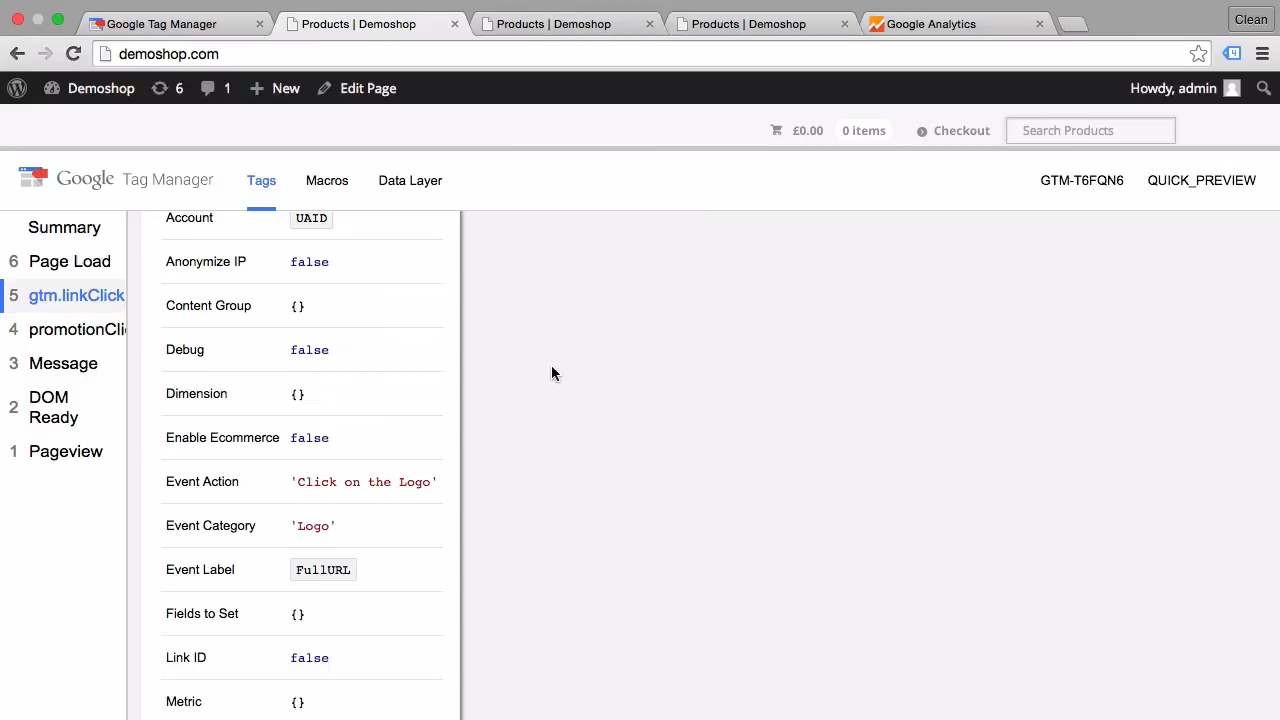 Google Tag Manager
Products | Demoshop
Products | Demoshop
Products | Demoshop
Google Analytics
Clean
demoshop.com
4
Demoshop
6
1
New
Edit Page
Howdy, admin
£0.00
0 items
Checkout
Search Products
Google Tag Manager
Tags
Macros
Data Layer
GTM-T6FQN6
QUICK_PREVIEW
Summary
6 Page Load
5 gtm.linkClick
4 promotionCli
3 Message
2 DOM
Ready
1 Pageview
Account UAID
Anonymize IP false
Content Group {}
Debug false
Dimension {}
Enable Ecommerce false
Event Action 'Click on the Logo'
Event Category 'Logo'
Event Label FullURL
Fields to Set {}
Link ID false
Metric {}